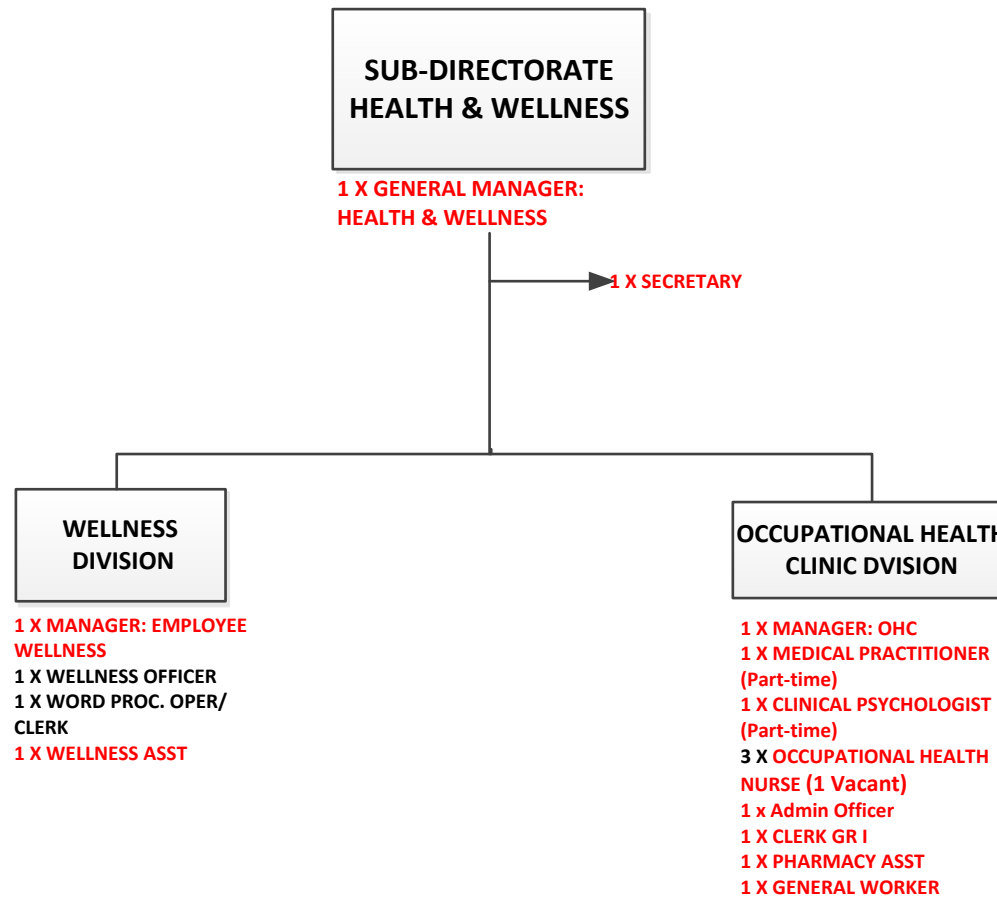 SUB-DIRECTORATE
HEALTH & WELLNESS
1 X GENERAL MANAGER:
HEALTH & WELLNESS
1 X SECRETARY
WELLNESS
DIVISION
1 X MANAGER: EMPLOYEE
WELLNESS
1 X WELLNESS OFFICER
1 X WORD PROC. OPER/
CLERK
1 X WELLNESS ASST
OCCUPATIONAL HEALTH
CLINIC DVISION
1 X MANAGER: OHC
1 X MEDICAL PRACTITIONER
(Part-time)
1 X CLINICAL PSYCHOLOGIST
(Part-time)
3 X OCCUPATIONAL HEALTH
NURSE (1 Vacant)
1 x Admin Officer
1 X CLERK GR I
1 X PHARMACY ASST
1 X GENERAL WORKER